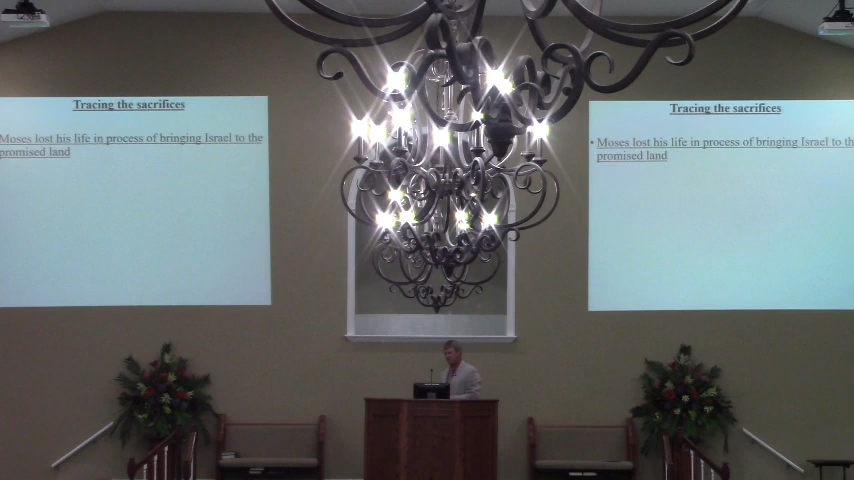 Tracing the sacrifices
Moses lost his life in process of bringing Israel to the
promised land
Tracing the sacrifices
• Moses lost his life in process of bringing Israel to the
promised land